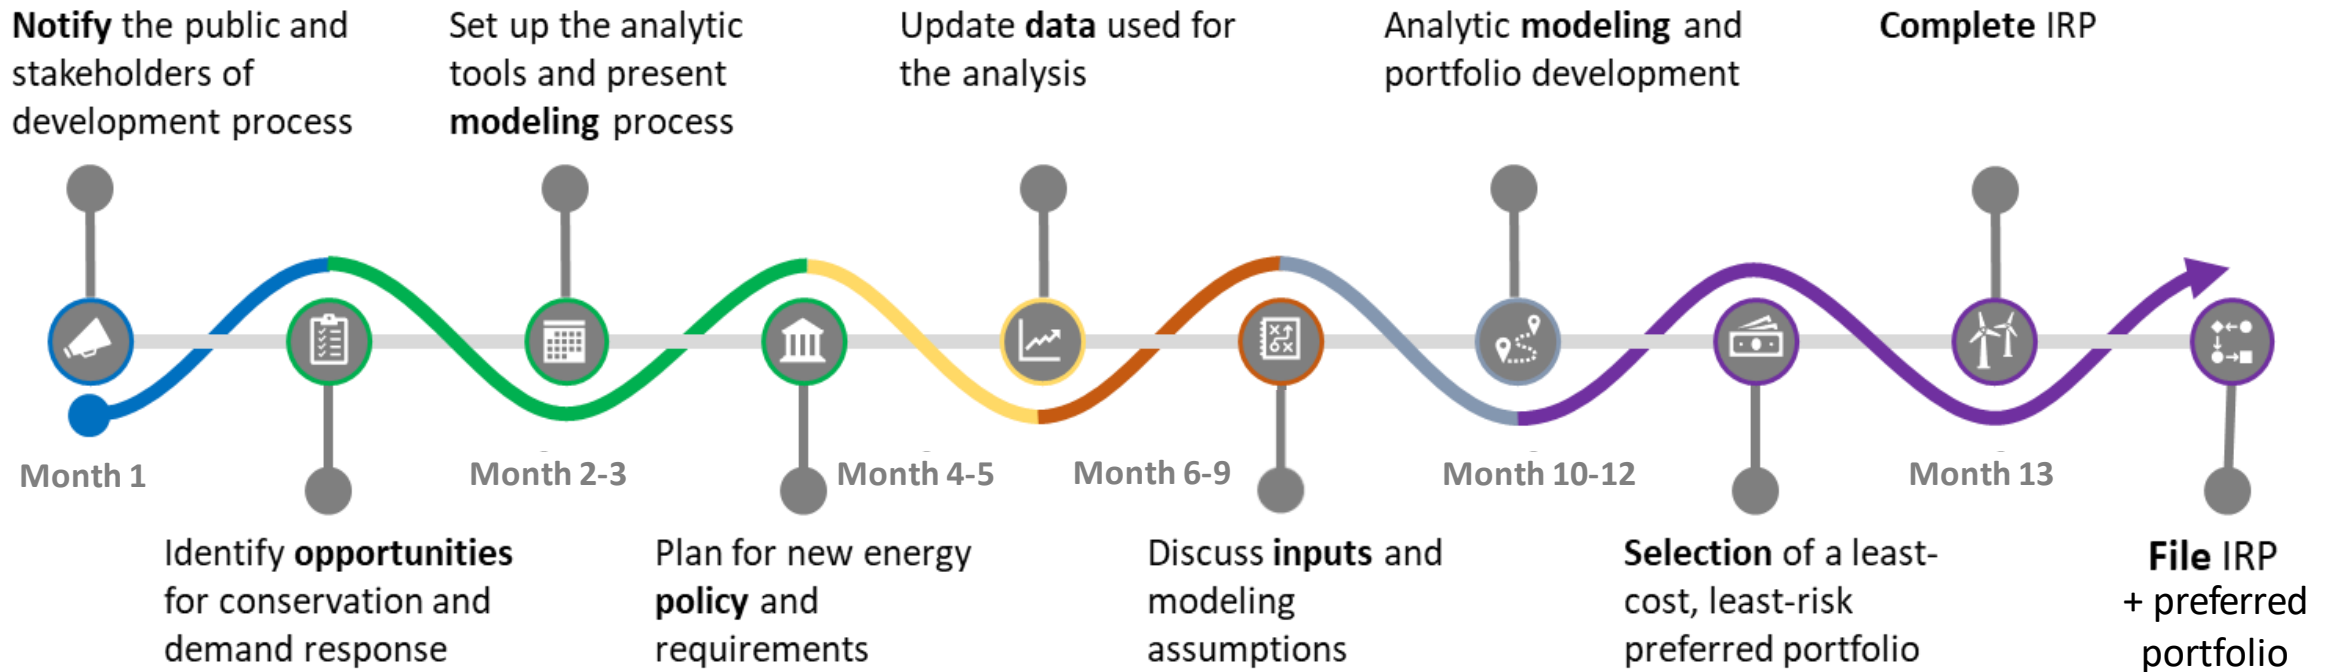 Notify the public and
stakeholders of
development process
Set up the analytic
tools and present
modeling process
Update data used for
the analysis
Analytic modeling and
portfolio development
Complete IRP
Month 1
Month 2-3
Month 4-5
Month 6-9
Month 10-12
Month 13
Identify opportunities
for conservation and
demand response
Plan for new energy
policy and
requirements
Discuss inputs and
modeling
assumptions
Selection of a least-
cost, least-risk
preferred portfolio
File IRP
+ preferred
portfolio